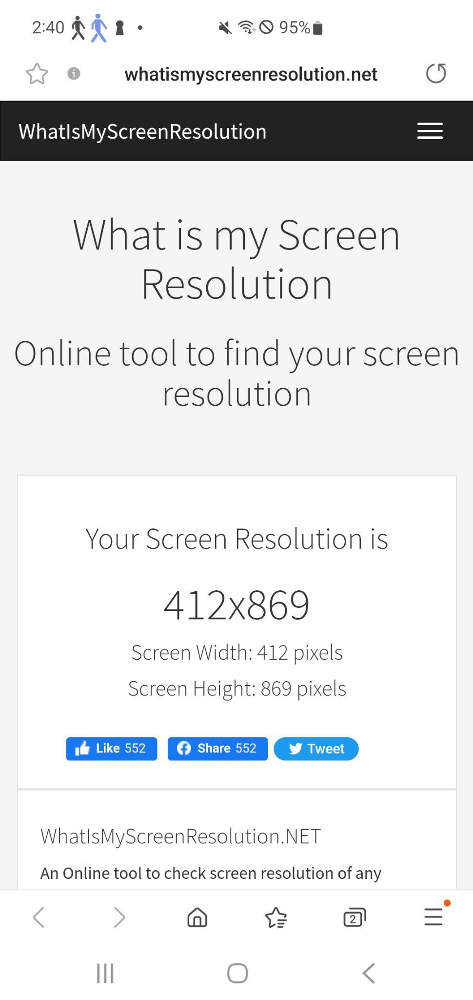 2:40
95%
whatismyscreenresolution.net
WhatIsMyScreenResolution
What is my Screen
Resolution
Online tool to find your screen
resolution
Your Screen Resolution is
412x869
Screen Width: 412 pixels
Screen Height: 869 pixels
Like 552
Share 552
Tweet
WhatIsMyScreenResolution.NET
An Online tool to check screen resolution of any
2